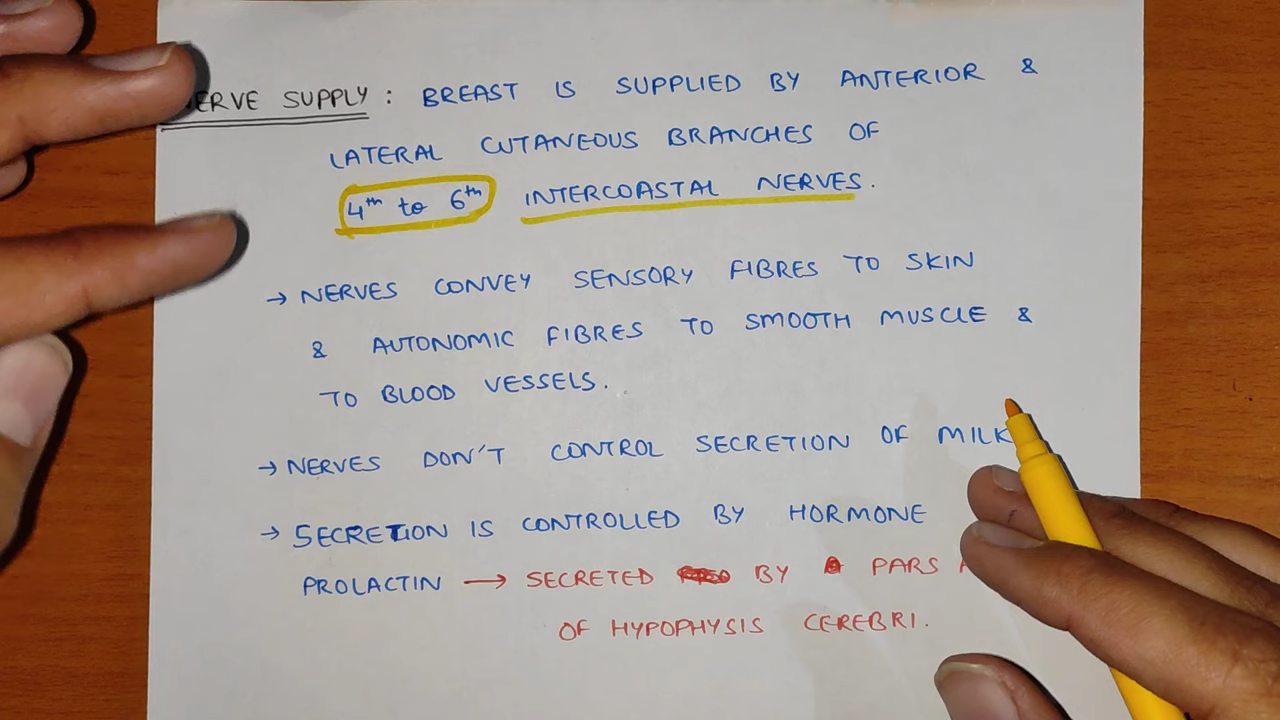 NERVE SUPPLY : BREAST IS SUPPLIED BY ANTERIOR &
LATERAL CUTANEOUS BRANCHES OF
4th to 6th INTERCOASTAL NERVES.
→ NERVES CONVEY SENSORY FIBRES TO SKIN
& AUTONOMIC FIBRES TO SMOOTH MUSCLE &
TO BLOOD VESSELS.
→ NERVES DON'T CONTROL SECRETION OF MILK
→ SECRETION IS CONTROLLED BY HORMONE
PROLACTIN → SECRETED BY PARS
OF HYPOPHYSIS CEREBRI.